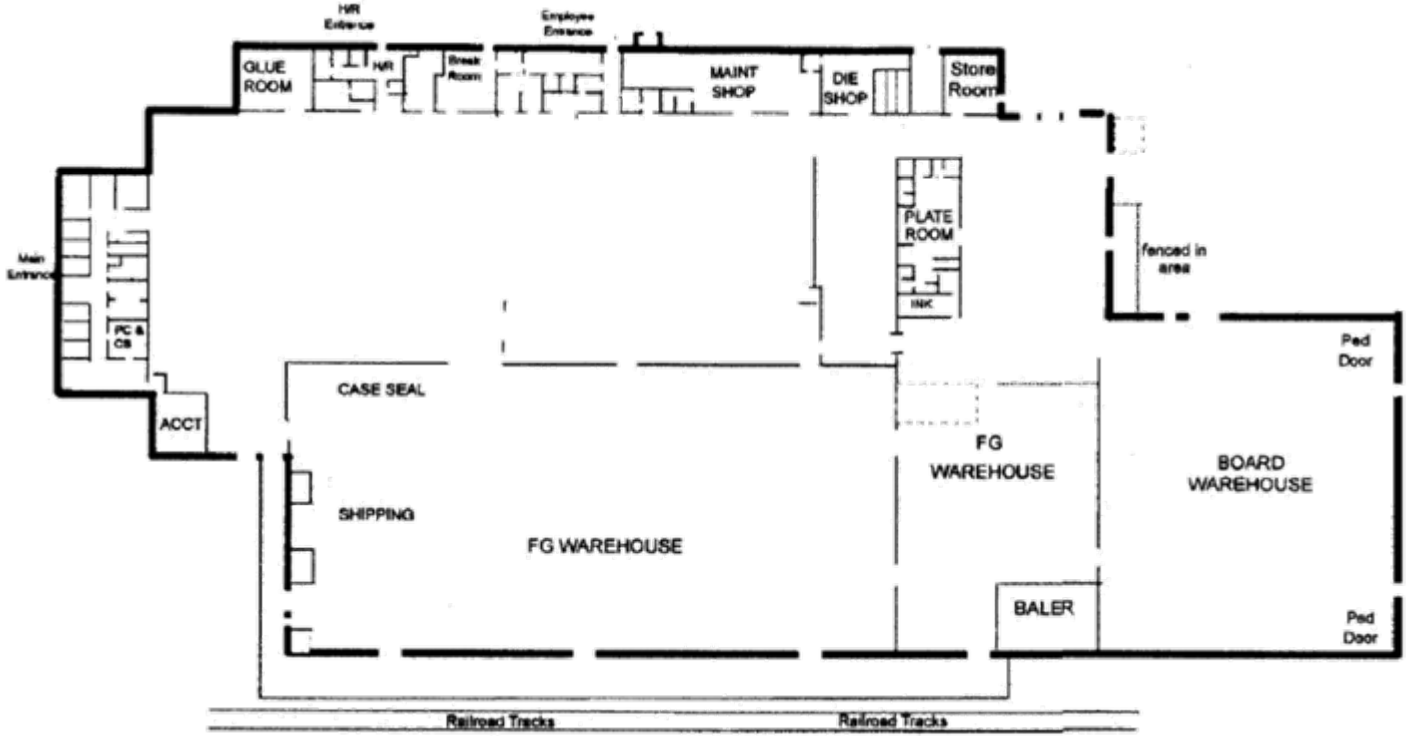 H/R
Entrance
Employee
Entrance
GLUE
ROOM
H/R
Break
Room
MAINT
SHOP
DIE
SHOP
Store
Room
PLATE
ROOM
INK
fenced in
area
Main
Entrance
PC &
CS
ACCT
CASE SEAL
SHIPPING
FG WAREHOUSE
FG
WAREHOUSE
BALER
Ped
Door
BOARD
WAREHOUSE
Ped
Door
Railroad Tracks
Railroad Tracks